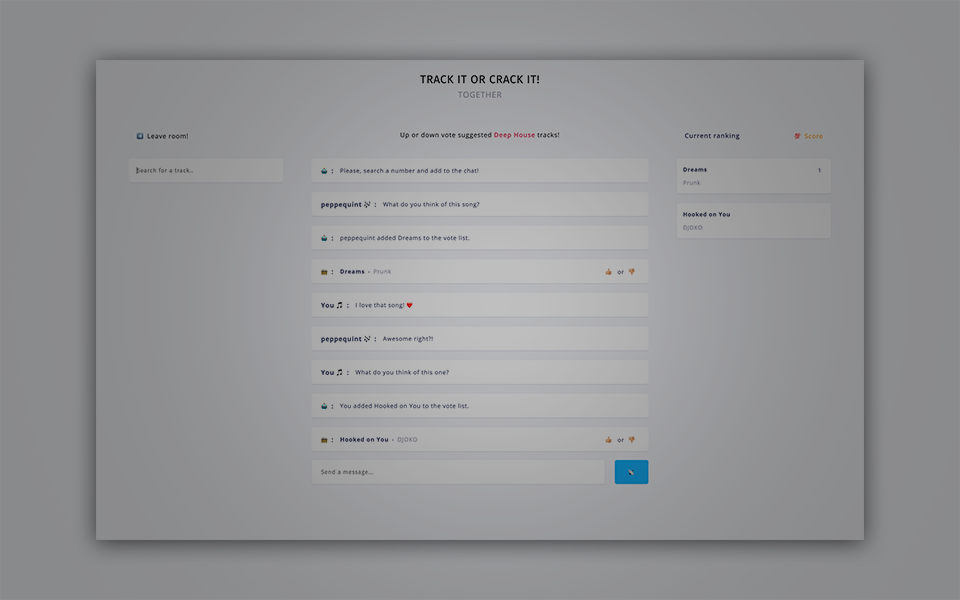 TRACK IT OR CRACK IT!
TOGETHER
Leave room!
Search for a track..
Up or down vote suggested Deep House tracks!
: Please, search a number and add to the chat!
peppequint : What do you think of this song?
: peppequint added Dreams to the vote list.
: Dreams - Prunk or
You : I love that song!
peppequint : Awesome right?!
You : What do you think of this one?
: You added Hooked on You to the vote list.
: Hooked on You - DJOKO or
Send a message...
Current ranking Score
Dreams 1
Prunk
Hooked on You
DJOKO